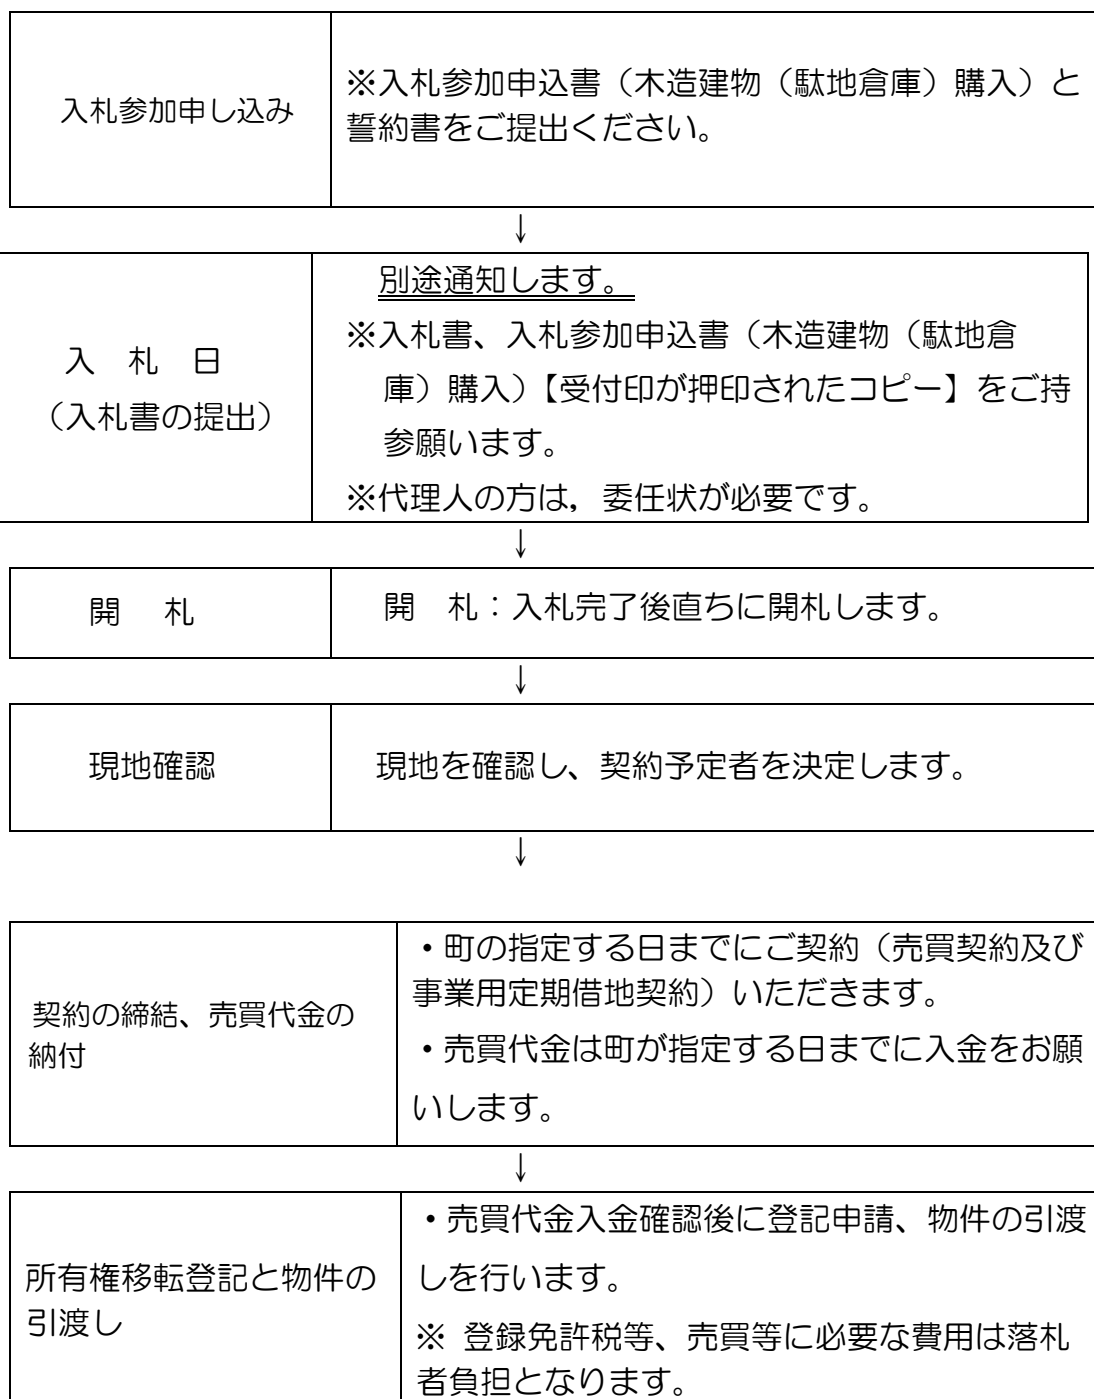 入札参加申し込み
※入札参加申込書（木造建物（駄地倉庫）購入）と
誓約書をご提出ください。
↓
入　札　日
（入札書の提出）
別途通知します。
※入札書、入札参加申込書（木造建物（駄地倉
庫）購入）【受付印が押印されたコピー】をご持
参願います。
※代理人の方は，委任状が必要です。
↓
開　札
開　札：入札完了後直ちに開札します。
↓
現地確認
現地を確認し、契約予定者を決定します。
↓
契約の締結、売買代金の
納付
・町の指定する日までにご契約（売買契約及び
事業用定期借地契約）いただきます。
・売買代金は町が指定する日までに入金をお願
いします。
↓
所有権移転登記と物件の
引渡し
・売買代金入金確認後に登記申請、物件の引渡
しを行います。
※ 登録免許税等、売買等に必要な費用は落札
者負担となります。